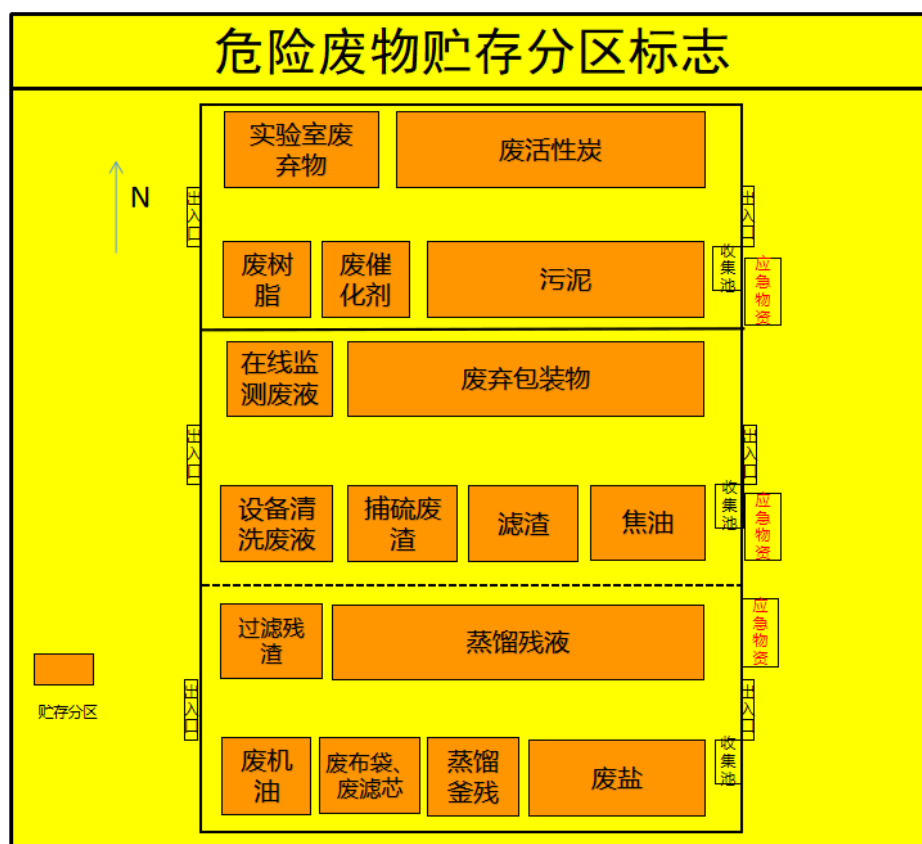 危险废物贮存分区标志
实验室废
弃物
废活性炭
N
出入口
出入口
废树
脂
废催
化剂
污泥
收集池
应急物资
在线监
测废液
废弃包装物
出入口
出入口
设备清
洗废液
捕硫废
渣
滤渣
焦油
收集池
应急物资
过滤残
渣
蒸馏残液
应急物资
贮存分区
出入口
出入口
废机
油
废布袋、
废滤芯
蒸馏
釜残
废盐
收集池